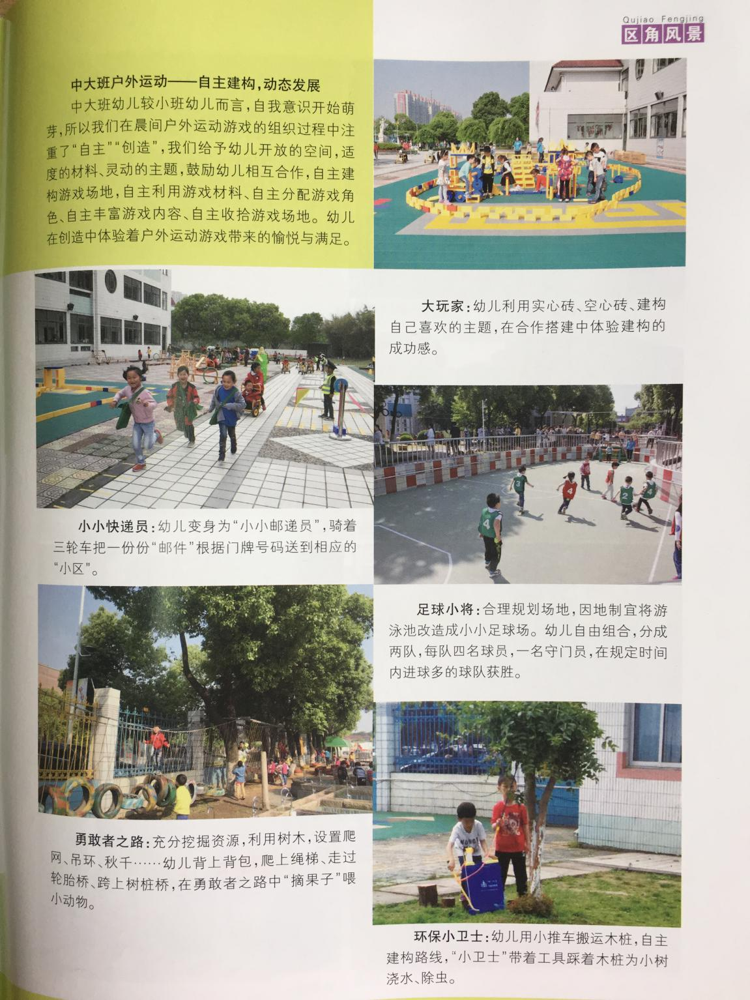 Qujiao Fengjing
区角风景
中大班户外运动——自主建构,动态发展
中大班幼儿较小班幼儿而言,自我意识开始萌
芽,所以我们在晨间户外运动游戏的组织过程中注
重了“自主”“创造”,我们给予幼儿开放的空间,适
度的材料、灵动的主题,鼓励幼儿相互合作,自主建
构游戏场地,自主利用游戏材料、自主分配游戏角
色、自主丰富游戏内容、自主收拾游戏场地。幼儿
在创造中体验着户外运动游戏带来的愉悦与满足。
大玩家:幼儿利用实心砖、空心砖、建构
自己喜欢的主题,在合作搭建中体验建构的
成功感。
小小快递员:幼儿变身为“小小邮递员”,骑着
三轮车把一份份“邮件”根据门牌号码送到相应的
“小区”。
3
4
4
2
4
足球小将:合理规划场地,因地制宜将游
泳池改造成小小足球场。幼儿自由组合,分成
两队,每队四名球员,一名守门员,在规定时间
内进球多的球队获胜。
勇敢者之路:充分挖掘资源,利用树木,设置爬
网、吊环、秋千……幼儿背上背包,爬上绳梯、走过
轮胎桥、跨上树桩桥,在勇敢者之路中“摘果子”喂
小动物。
环保小卫士:幼儿用小推车搬运木桩,自主
建构路线,“小卫士”带着工具踩着木桩为小树
浇水、除虫。